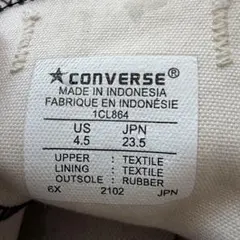 ★CONVERSE®
MADE IN INDONESIA
FABRIQUE EN INDONÉSIE
1CL864
US JPN
4.5 23.5
UPPER : TEXTILE
LINING : TEXTILE
OUTSOLE : RUBBER
6X 2102 JPN